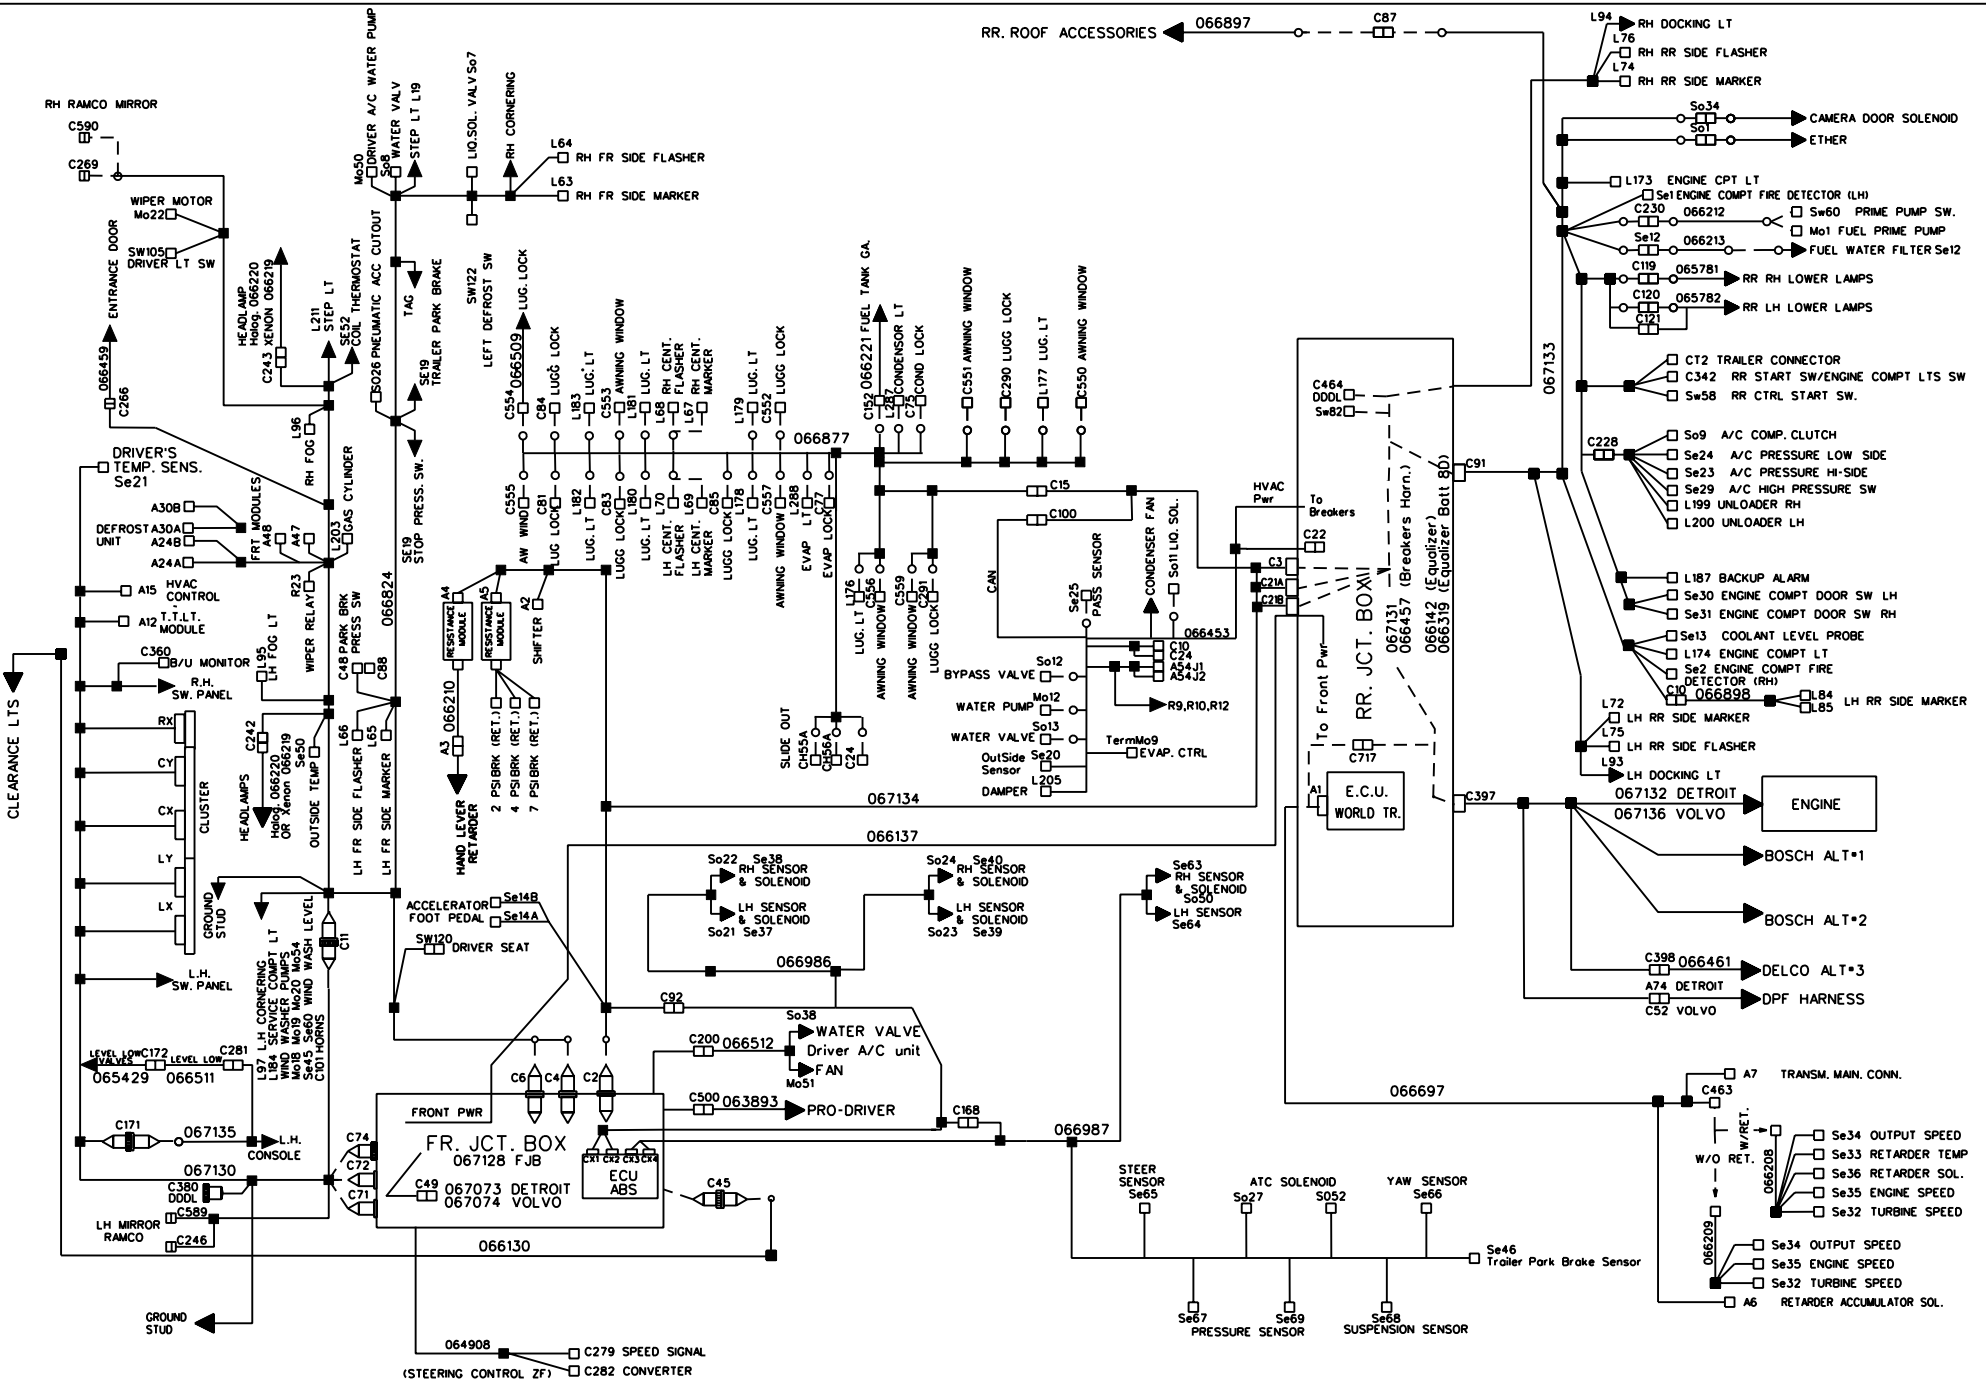 RR. ROOF ACCESSORIES
066897
C87
L94
RH DOCKING LT
L76
RH RR SIDE FLASHER
L74
RH RR SIDE MARKER
So34
CAMERA DOOR SOLENOID
So1
ETHER
L173 ENGINE CPT LT
Se1 ENGINE COMPT FIRE DETECTOR (LH)
C230
066212
Sw60 PRIME PUMP SW.
Mo1 FUEL PRIME PUMP
Se12
066213
FUEL WATER FILTER Se12
C119
065781
RR RH LOWER LAMPS
C120
065782
RR LH LOWER LAMPS
C121
067133
CT2 TRAILER CONNECTOR
C342 RR START SW/ENGINE COMPT LTS SW
Sw58 RR CTRL START SW.
C228
So9 A/C COMP. CLUTCH
Se24 A/C PRESSURE LOW SIDE
Se23 A/C PRESSURE HI-SIDE
Se29 A/C HIGH PRESSURE SW
L199 UNLOADER RH
L200 UNLOADER LH
L187 BACKUP ALARM
Se30 ENGINE COMPT DOOR SW LH
Se31 ENGINE COMPT DOOR SW RH
Se13 COOLANT LEVEL PROBE
L174 ENGINE COMPT LT
Se2 ENGINE COMPT FIRE
DETECTOR (RH)
C10
066898
L84
L85
LH RR SIDE MARKER
L72
LH RR SIDE MARKER
L75
LH RR SIDE FLASHER
L93
LH DOCKING LT
067132 DETROIT
067136 VOLVO
ENGINE
BOSCH ALT#1
BOSCH ALT#2
C398
066461
DELCO ALT#3
A74 DETROIT
C52 VOLVO
DPF HARNESS
RH RAMCO MIRROR
C590
C269
WIPER MOTOR
Mo22
SW105
DRIVER LT SW
ENTRANCE DOOR
066459
C266
HEADLAMP
Halog. 066220
XENON 066219
C243
L211
STEP LT
SE52
COIL THERMOSTAT
SO26 PNEUMATIC ACC CUTOUT
Mo50
DRIVER A/C WATER PUMP
So8
WATER VALV
STEP LT L19
LIQ.SOL. VALV So7
RH CORNERING
L64
RH FR SIDE FLASHER
L63
RH FR SIDE MARKER
TAG
SE19
TRAILER PARK BRAKE
SW122
LEFT DEFROST SW
SE19
STOP PRESS. SW.
DRIVER'S
TEMP. SENS.
Se21
L96
RH FOG
A30B
DEFROST
UNIT
A30A
A24B
A24A
FRT MODULES
A48
A47
L203
GAS CYLINDER
R23
WIPER RELAY
A15
HVAC
CONTROL
A12
T.T.L.T.
MODULE
C360
B/U MONITOR
R.H.
SW. PANEL
L95
LH FOG LT
C48 PARK BRK
PRESS SW
C88
066824
RX
CY
CX
LY
LX
CLUSTER
C242
HEADLAMPS
Halog. 066220
OR Xenon 066219
Se50
OUTSIDE TEMP
L66
LH FR SIDE FLASHER
L65
LH FR SIDE MARKER
CLEARANCE LTS
GROUND
STUD
L.H.
SW. PANEL
L97 L.H CORNERING
L184 SERVICE COMPT LT
WIND WASHER PUMPS
Mo18 Mo19 Mo20 Mo54
Se45 Se60 WIND WASH LEVEL
C101 HORNS
C11
LEVEL LOW
VALVES
C172
LEVEL LOW
C281
065429
066511
C171
067135
L.H.
CONSOLE
067130
C380
DDDL
C589
LH MIRROR
RAMCO
C246
066130
GROUND
STUD
C554
066509
LUG. LOCK
C84
LUGG LOCK
L183
LUG. LT
C553
AWNING WINDOW
L181
LUG. LT
L68
RH CENT.
FLASHER
L67
RH CENT.
MARKER
L179
LUG. LT
C552
LUGG LOCK
066877
C152
066221 FUEL TANK GA.
L287
CONDENSOR LT
C75
COND LOCK
C551 AWNING WINDOW
C290 LUGG LOCK
L177 LUG. LT
C550 AWNING WINDOW
C555
AW WIND
C81
LUG LOCK
L182
LUG. LT
C83
LUGG LOCK
L180
LUG. LT
L70
LH CENT.
FLASHER
L69
LH CENT.
MARKER
C85
LUGG LOCK
L178
LUG. LT
C557
AWNING WINDOW
L288
EVAP LT
C77
EVAP LOCK
A4
RESISTANCE
MODULE
A5
RESISTANCE
MODULE
A2
SHIFTER
066210
A3
HAND LEVER
RETARDER
2 PSI BRK (RET.)
4 PSI BRK (RET.)
7 PSI BRK (RET.)
L176
LUG. LT
C556
AWNING WINDOW
C559
AWNING WINDOW
C291
LUGG LOCK
SLIDE OUT
CH55A
CH56A
C24
C15
C100
CAN
Se25
PASS SENSOR
CONDENSER FAN
So11 LIQ. SOL.
066453
C10
C24
A54J1
A54J2
So12
BYPASS VALVE
Mo12
WATER PUMP
So13
WATER VALVE
OutSide
Sensor
Se20
L205
DAMPER
R9,R10,R12
TermMo9
EVAP. CTRL
HVAC
Pwr
To
Breakers
C22
C3
C21A
C21B
C464
DDDL
Sw82
C91
RR. JCT. BOX
067131
066457 (Breakers Harn.)
066142 (Equalizer)
066319 (Equalizer Batt 8D)
To Front Pwr
C717
A1
E.C.U.
WORLD TR.
C397
067134
066137
So22 Se38
RH SENSOR
& SOLENOID
LH SENSOR
& SOLENOID
So21 Se37
So24 Se40
RH SENSOR
& SOLENOID
LH SENSOR
& SOLENOID
So23 Se39
Se63
RH SENSOR
& SOLENOID
So50
LH SENSOR
Se64
066986
ACCELERATOR
FOOT PEDAL
Se14B
Se14A
SW120
DRIVER SEAT
C92
So38
WATER VALVE
Driver A/C unit
FAN
Mo51
C200
066512
C500
063893
PRO-DRIVER
C6
C4
C2
C168
FRONT PWR
FR. JCT. BOX
067128 FJB
C49
067073 DETROIT
067074 VOLVO
C74
C72
C71
CX1 CX2 CX3 CX4
ECU
ABS
C45
066987
064908
(STEERING CONTROL ZF)
C279 SPEED SIGNAL
C282 CONVERTER
STEER
SENSOR
Se65
ATC SOLENOID
So27
SO52
YAW SENSOR
Se66
Se46
Trailer Park Brake Sensor
Se67
Se69
PRESSURE SENSOR
Se68
SUSPENSION SENSOR
066697
A7 TRANSM. MAIN. CONN.
C463
W/RET.
W/O RET.
066208
Se34 OUTPUT SPEED
Se33 RETARDER TEMP
Se36 RETARDER SOL.
Se35 ENGINE SPEED
Se32 TURBINE SPEED
066209
Se34 OUTPUT SPEED
Se35 ENGINE SPEED
Se32 TURBINE SPEED
A6 RETARDER ACCUMULATOR SOL.